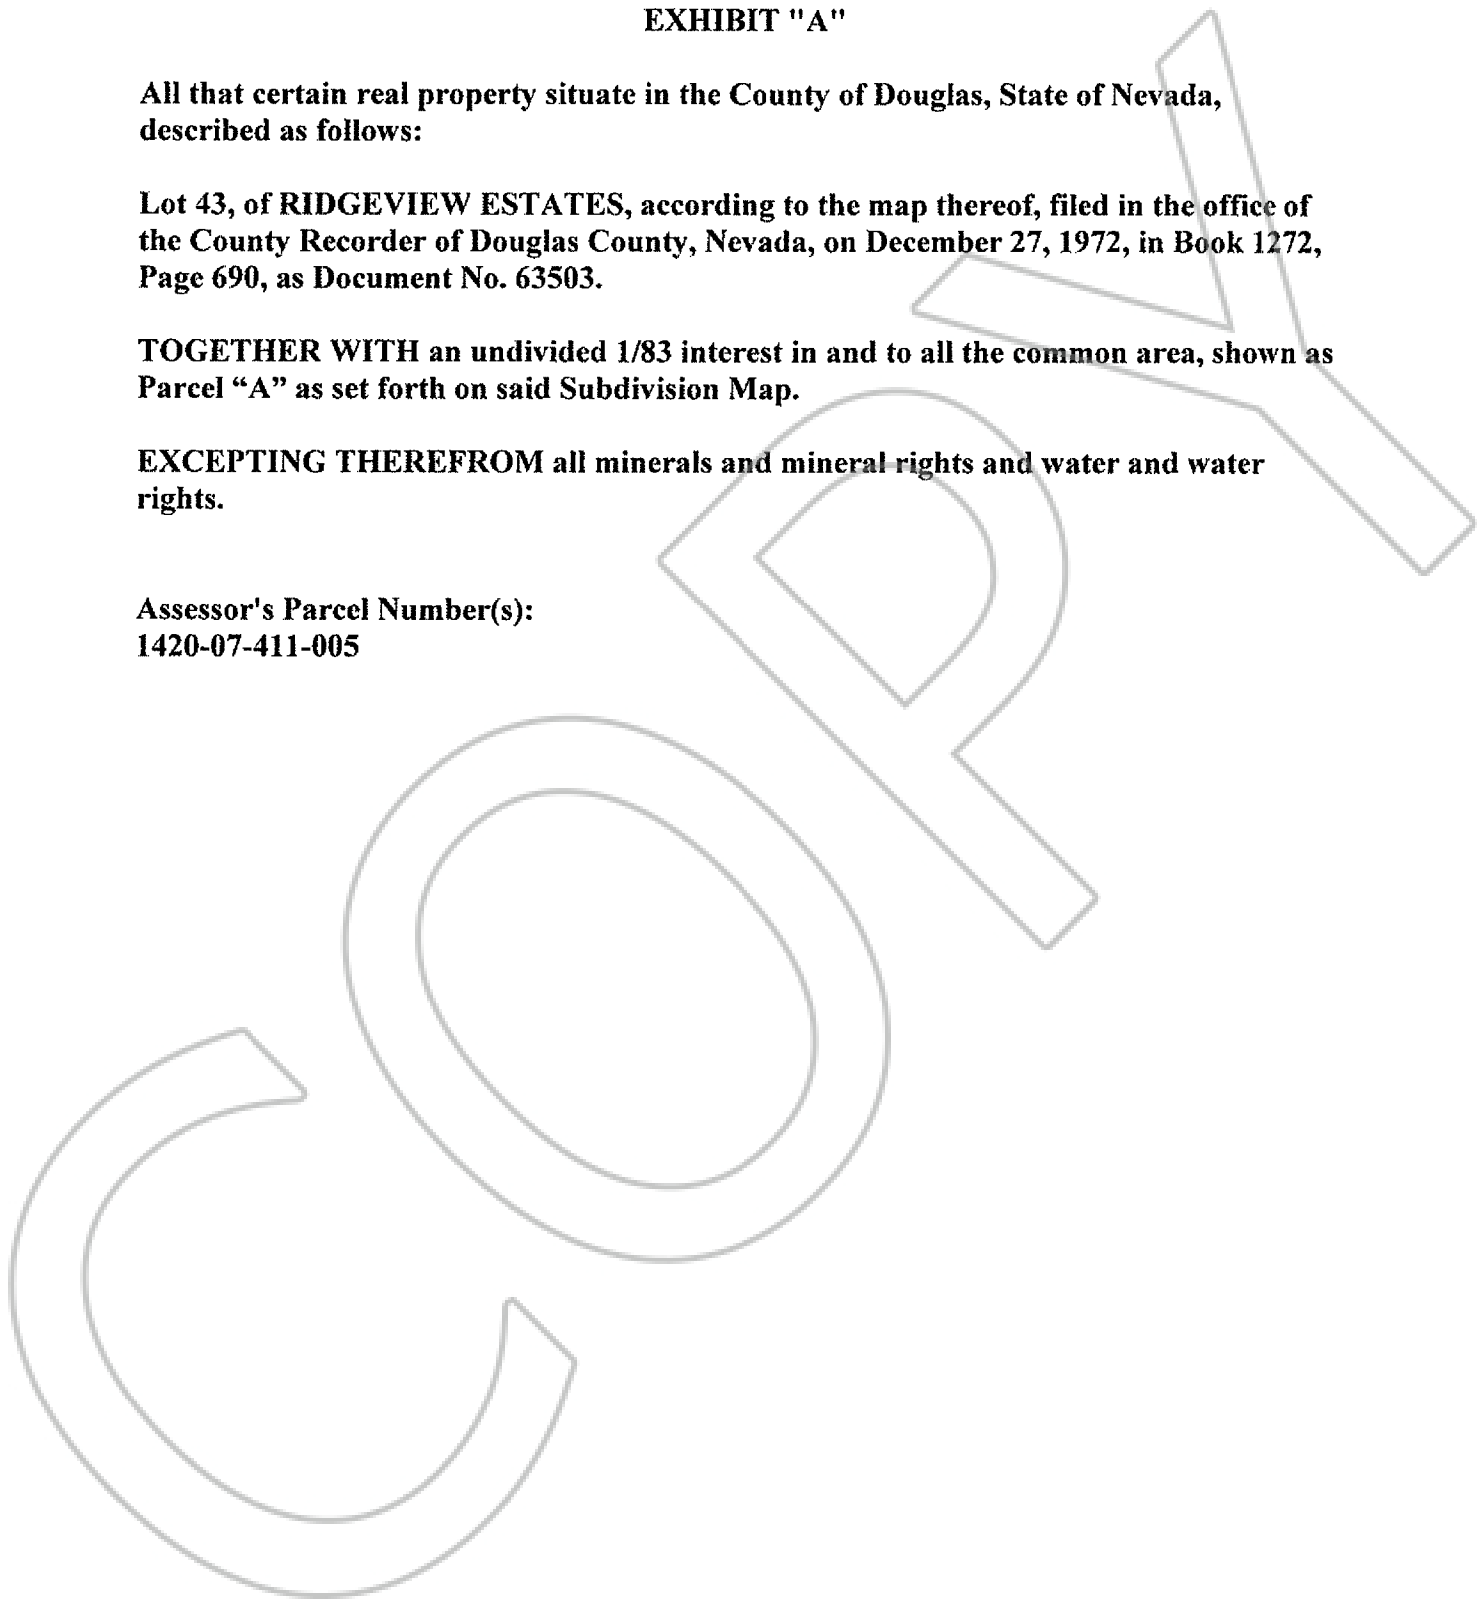 EXHIBIT "A"
All that certain real property situate in the County of Douglas, State of Nevada,
described as follows:
Lot 43, of RIDGEVIEW ESTATES, according to the map thereof, filed in the office of
the County Recorder of Douglas County, Nevada, on December 27, 1972, in Book 1272,
Page 690, as Document No. 63503.
TOGETHER WITH an undivided 1/83 interest in and to all the common area, shown as
Parcel “A” as set forth on said Subdivision Map.
EXCEPTING THEREFROM all minerals and mineral rights and water and water
rights.
Assessor's Parcel Number(s):
1420-07-411-005
COPY